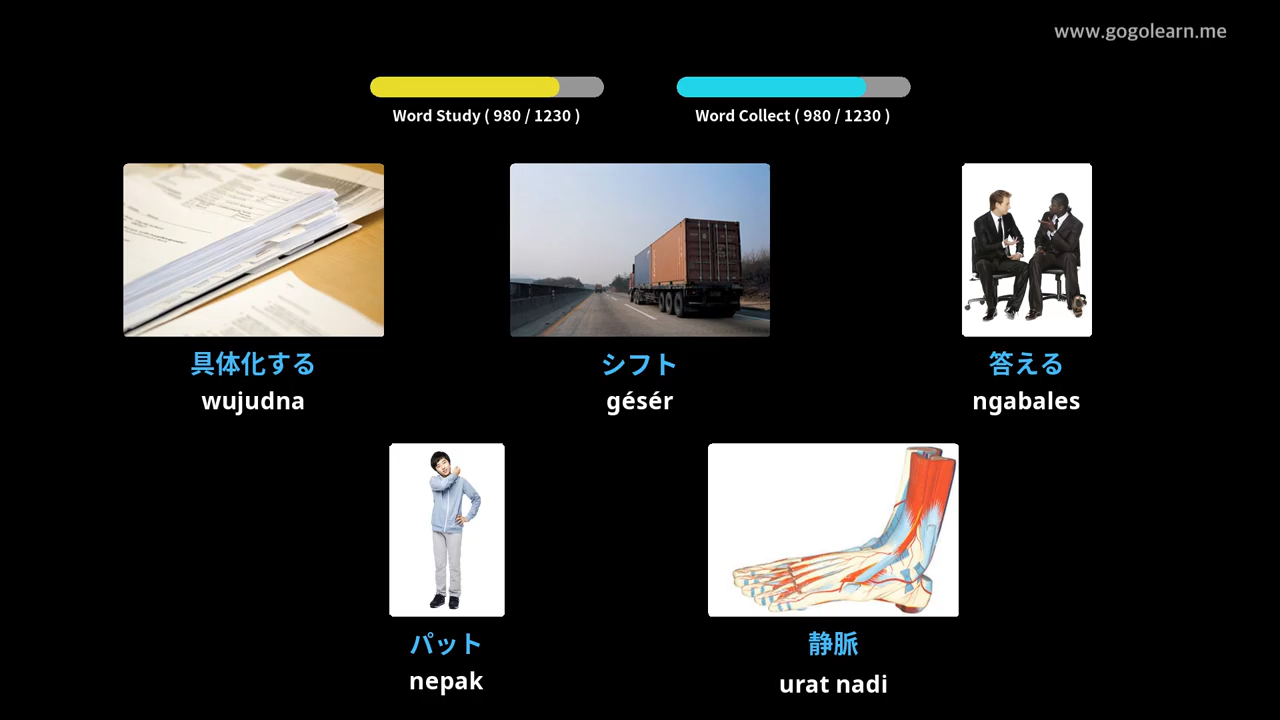 www.gogolearn.me
Word Study ( 980 / 1230 )
Word Collect ( 980 / 1230 )
具体化する
wujudna
シフト
gésér
答える
ngabales
パット
nepak
静脈
urat nadi